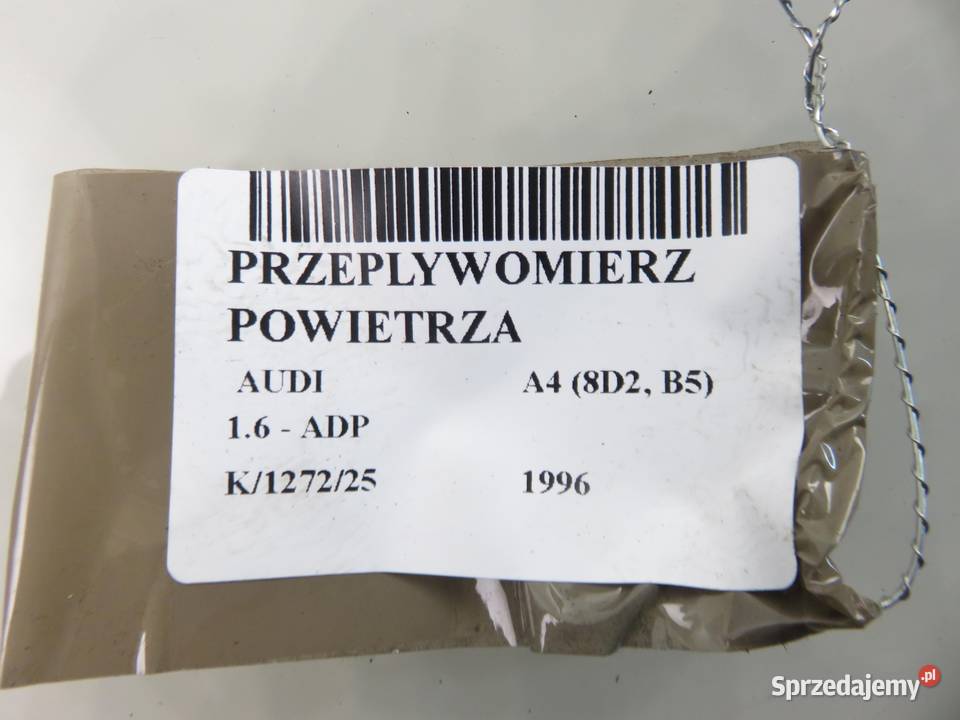 PRZEPLYWOMIERZ
POWIETRZA
AUDI A4 (8D2, B5)
1.6 - ADP
K/1272/25 1996
Sprzedajemy.pl